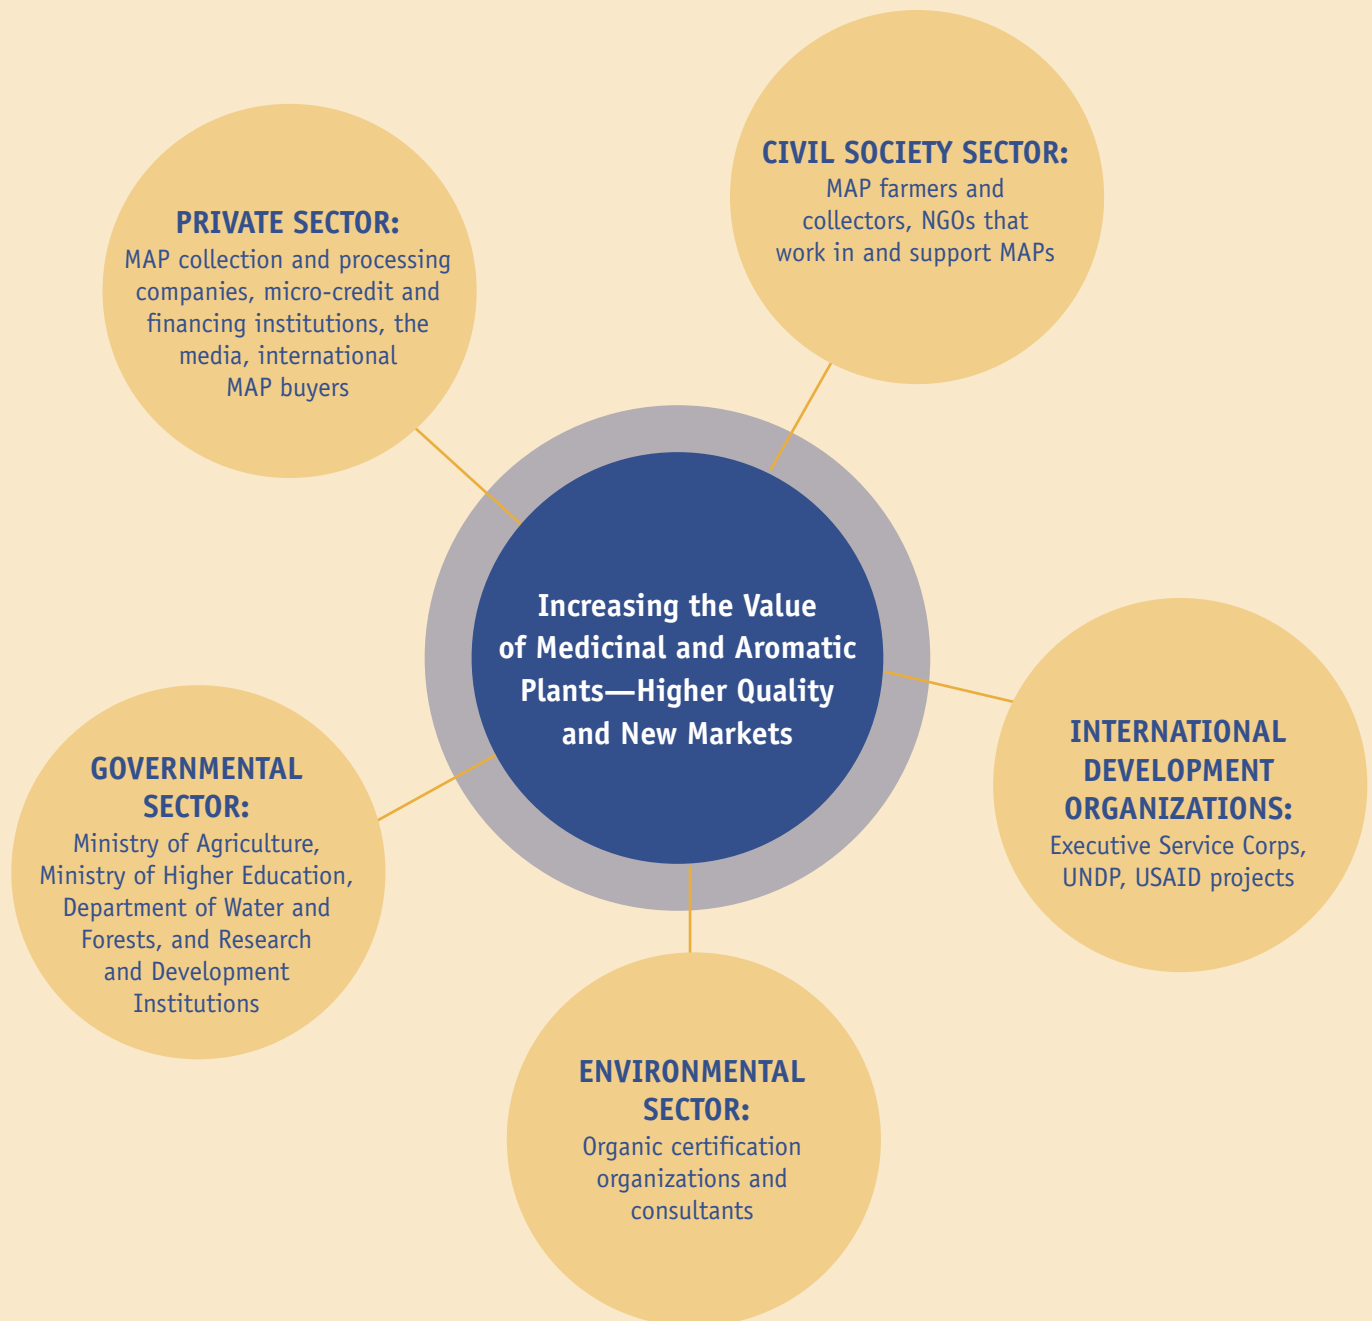 CIVIL SOCIETY SECTOR:
MAP farmers and
collectors, NGOs that
work in and support MAPs
PRIVATE SECTOR:
MAP collection and processing
companies, micro-credit and
financing institutions, the
media, international
MAP buyers
Increasing the Value
of Medicinal and Aromatic
Plants—Higher Quality
and New Markets
INTERNATIONAL
DEVELOPMENT
ORGANIZATIONS:
Executive Service Corps,
UNDP, USAID projects
GOVERNMENTAL
SECTOR:
Ministry of Agriculture,
Ministry of Higher Education,
Department of Water and
Forests, and Research
and Development
Institutions
ENVIRONMENTAL
SECTOR:
Organic certification
organizations and
consultants